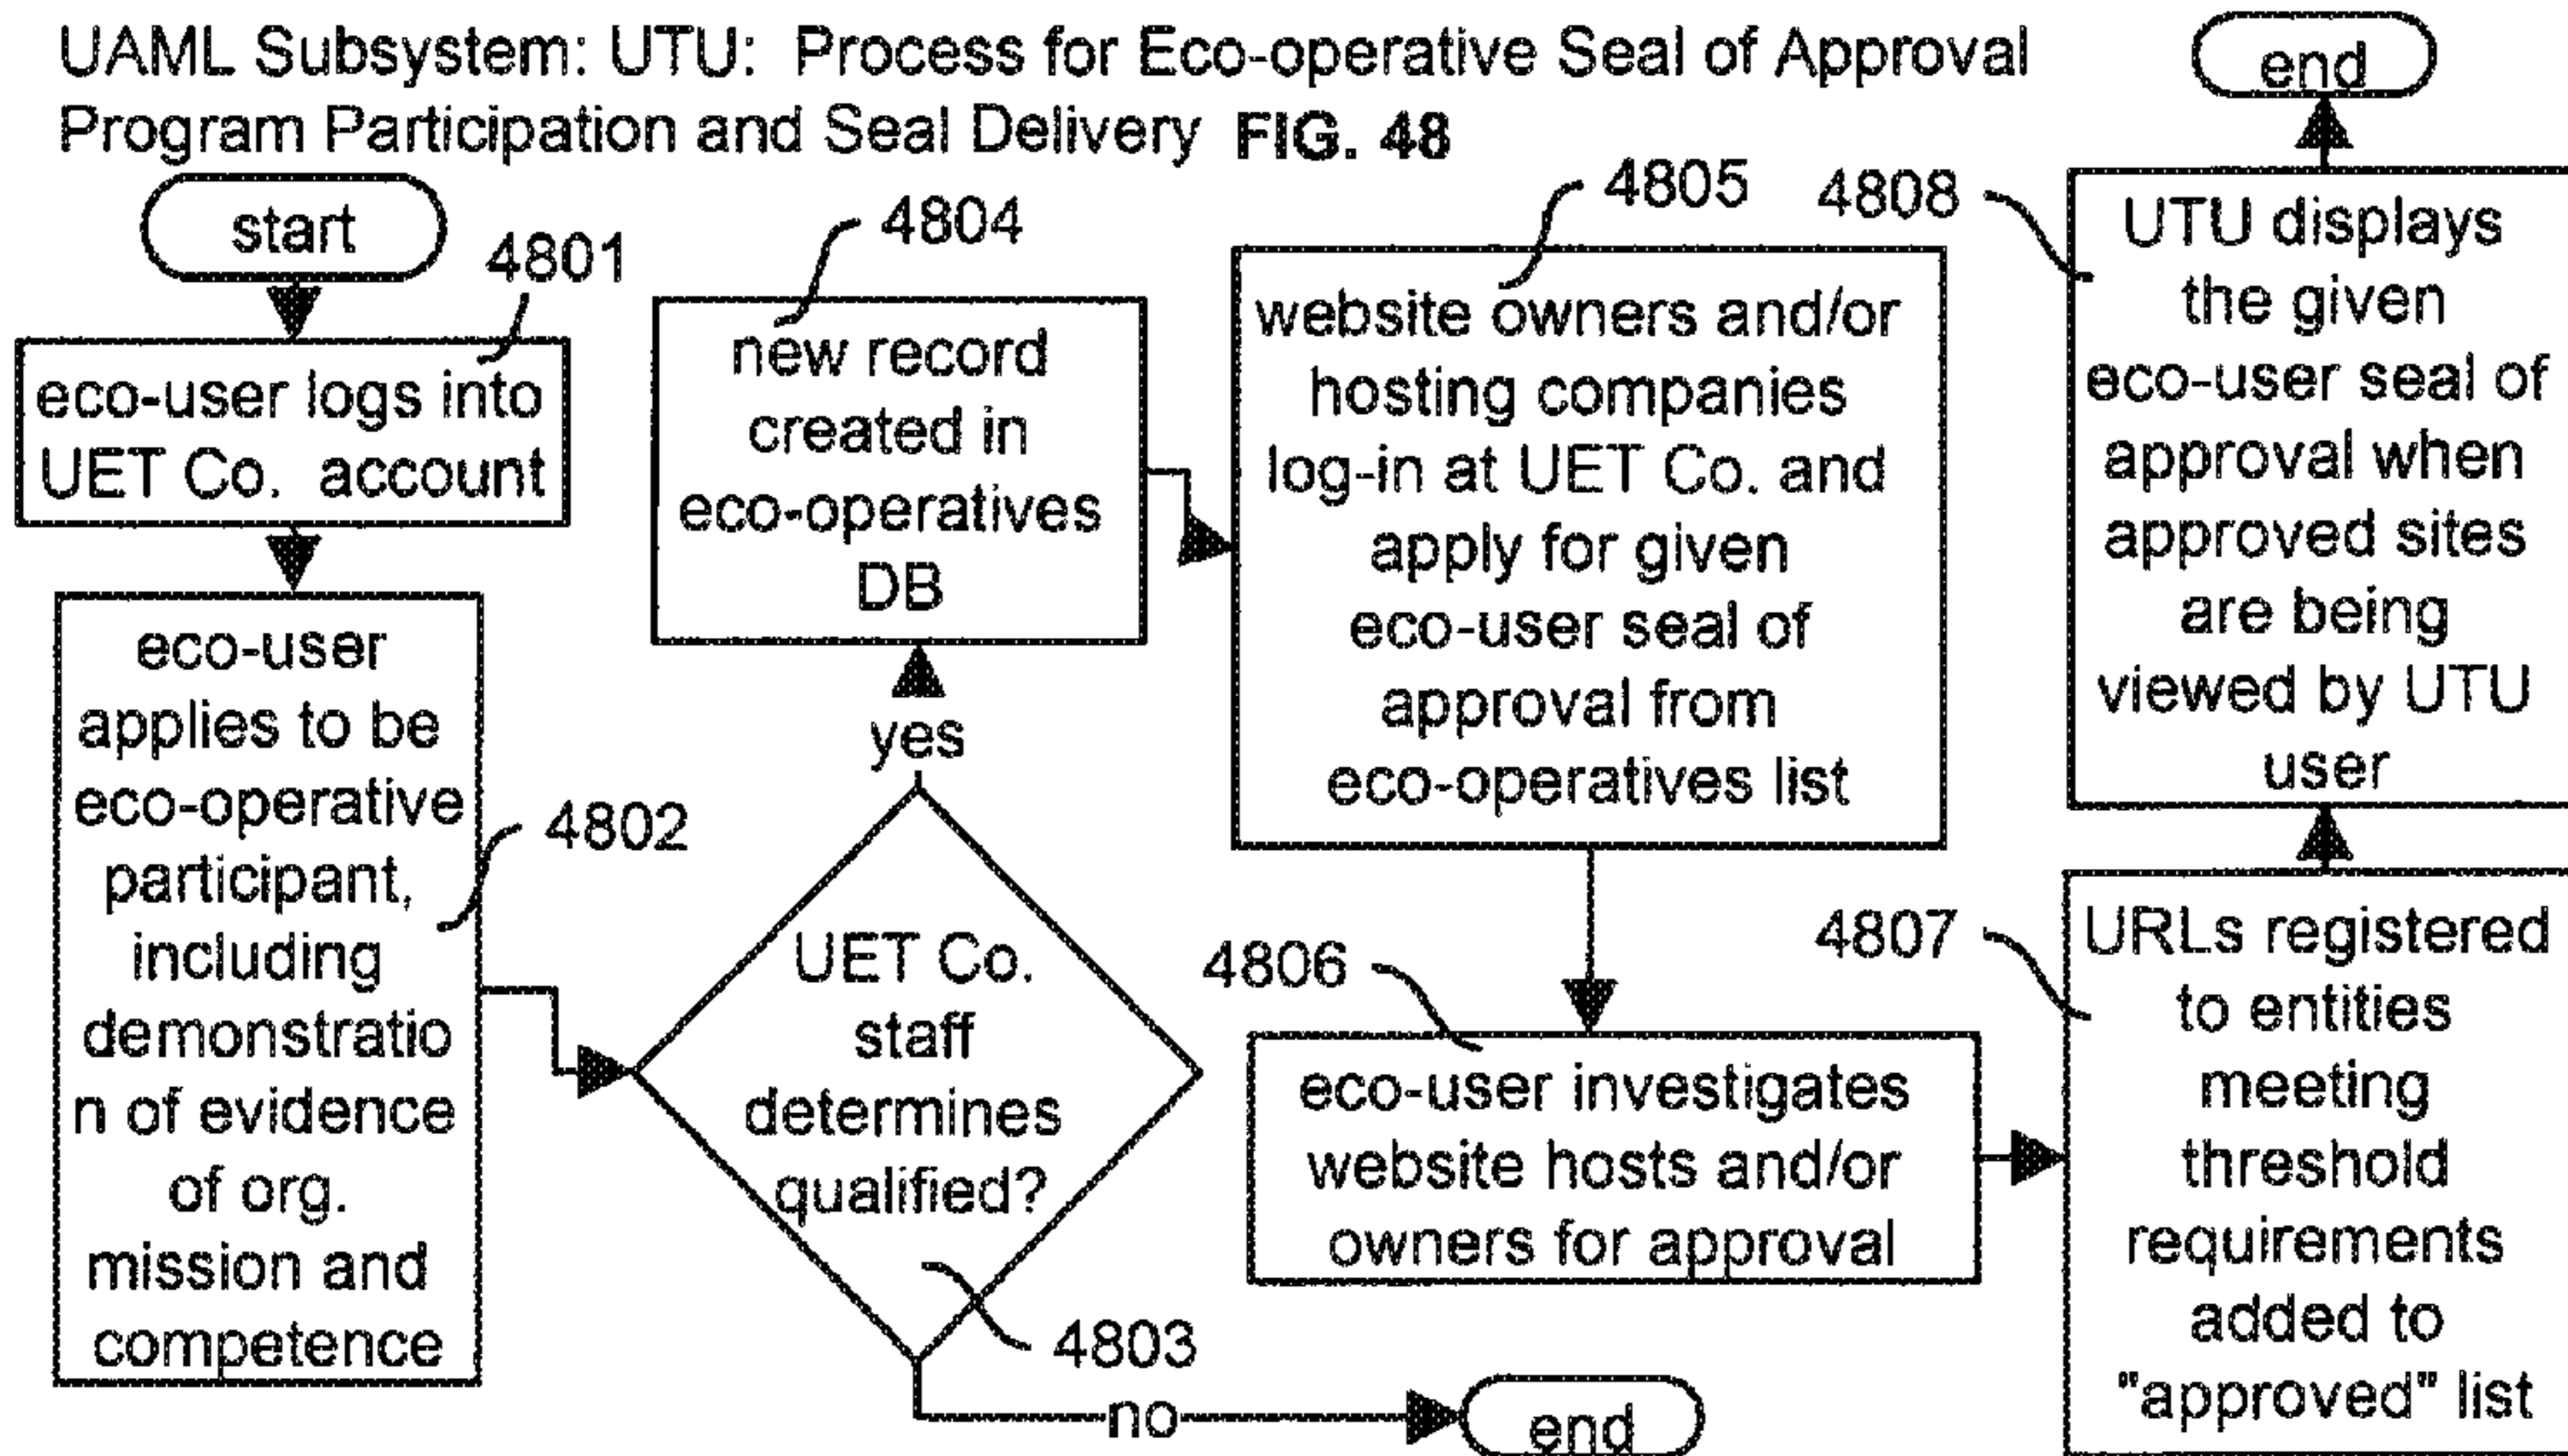 UAML Subsystem: UTU: Process for Eco-operative Seal of Approval
Program Participation and Seal Delivery FIG. 48
start
4801
eco-user logs into
UET Co. account
eco-user
applies to be
eco-operative
participant,
including
demonstratio
n of evidence
of org.
mission and
competence
4802
UET Co.
staff
determines
qualified?
4803
no
end
yes
4804
new record
created in
eco-operatives
DB
4805
website owners and/or
hosting companies
log-in at UET Co. and
apply for given
eco-user seal of
approval from
eco-operatives list
4806
eco-user investigates
website hosts and/or
owners for approval
4807
URLs registered
to entities
meeting
threshold
requirements
added to
"approved" list
4808
UTU displays
the given
eco-user seal of
approval when
approved sites
are being
viewed by UTU
user
end